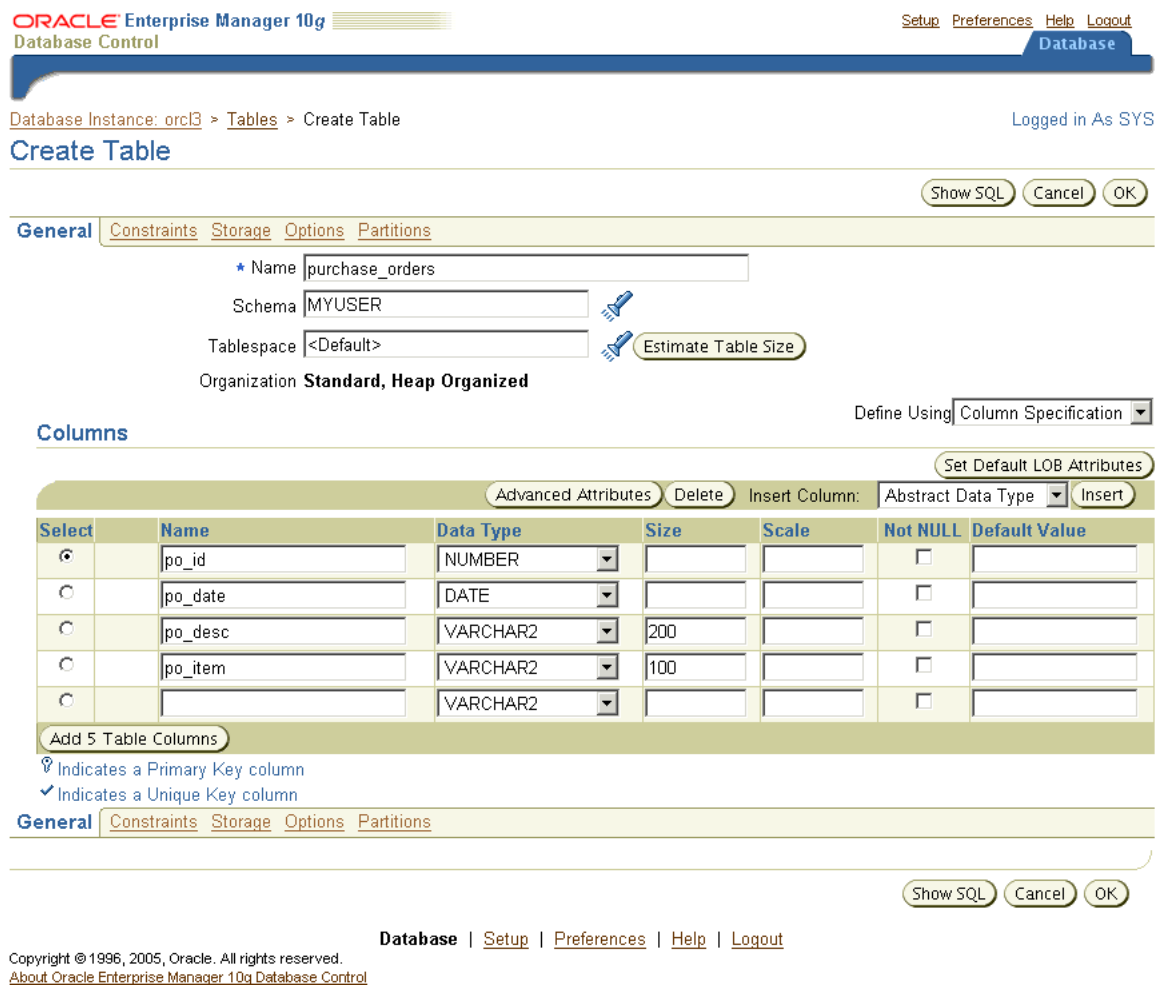 ORACLE Enterprise Manager 10g
Database Control
Setup Preferences Help Logout
Database
Database Instance: orcl3 > Tables > Create Table
Logged in As SYS
Create Table
Show SQL Cancel OK
General Constraints Storage Options Partitions
* Name purchase_orders
Schema MYUSER
Tablespace <Default> Estimate Table Size
Organization Standard, Heap Organized
Define Using Column Specification
Columns
Set Default LOB Attributes
Advanced Attributes Delete Insert Column: Abstract Data Type Insert
Select Name Data Type Size Scale Not NULL Default Value
po_id NUMBER
po_date DATE
po_desc VARCHAR2 200
po_item VARCHAR2 100
VARCHAR2
Add 5 Table Columns
Indicates a Primary Key column
Indicates a Unique Key column
General Constraints Storage Options Partitions
Show SQL Cancel OK
Database | Setup | Preferences | Help | Logout
Copyright © 1996, 2005, Oracle. All rights reserved.
About Oracle Enterprise Manager 10g Database Control